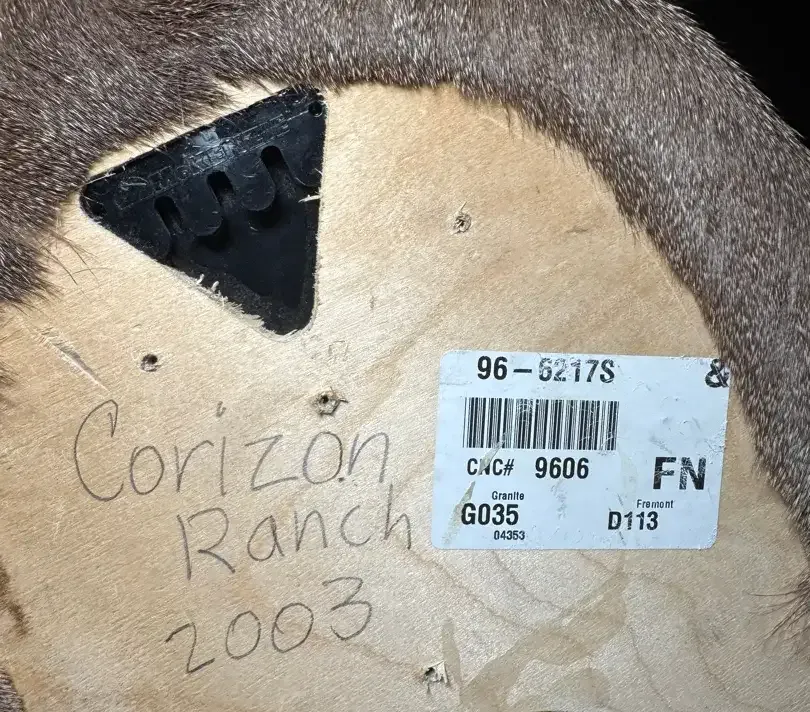 96-6217S &
CNC# 9606 FN
Granite Fremont
G035 D113
04353
Corizon
Ranch
2003